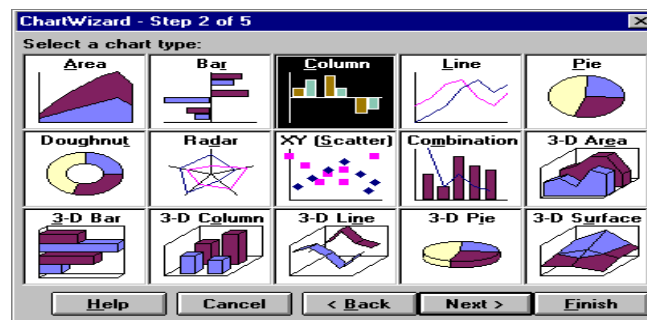 ChartWizard - Step 2 of 5
Select a chart type:
Area Bar Column Line Pie
Doughnut Radar XY (Scatter) Combination 3-D Area
3-D Bar 3-D Column 3-D Line 3-D Pie 3-D Surface
Help Cancel < Back Next > Finish